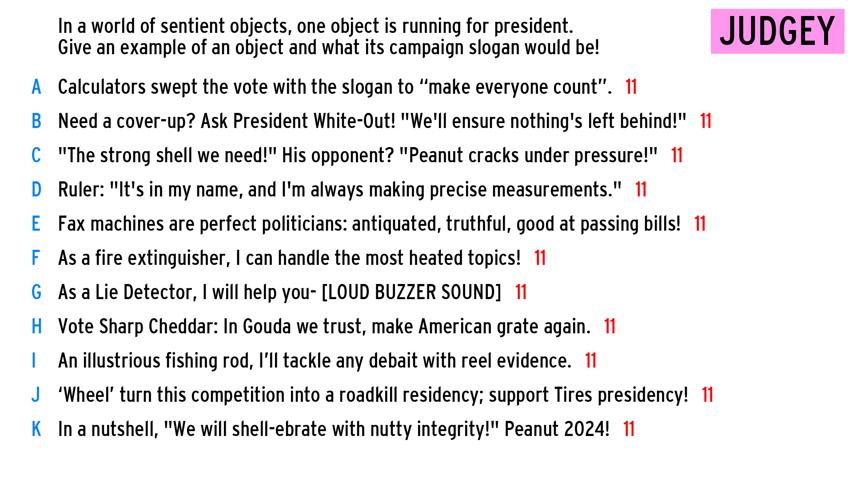 In a world of sentient objects, one object is running for president.
Give an example of an object and what its campaign slogan would be!
JUDGEY
A Calculators swept the vote with the slogan to “make everyone count”. 11
B Need a cover-up? Ask President White-Out! "We'll ensure nothing's left behind!" 11
C "The strong shell we need!" His opponent? "Peanut cracks under pressure!" 11
D Ruler: "It's in my name, and I'm always making precise measurements." 11
E Fax machines are perfect politicians: antiquated, truthful, good at passing bills! 11
F As a fire extinguisher, I can handle the most heated topics! 11
G As a Lie Detector, I will help you- [LOUD BUZZER SOUND] 11
H Vote Sharp Cheddar: In Gouda we trust, make American grate again. 11
I An illustrious fishing rod, I’ll tackle any debait with reel evidence. 11
J ‘Wheel’ turn this competition into a roadkill residency; support Tires presidency! 11
K In a nutshell, "We will shell-ebrate with nutty integrity!" Peanut 2024! 11